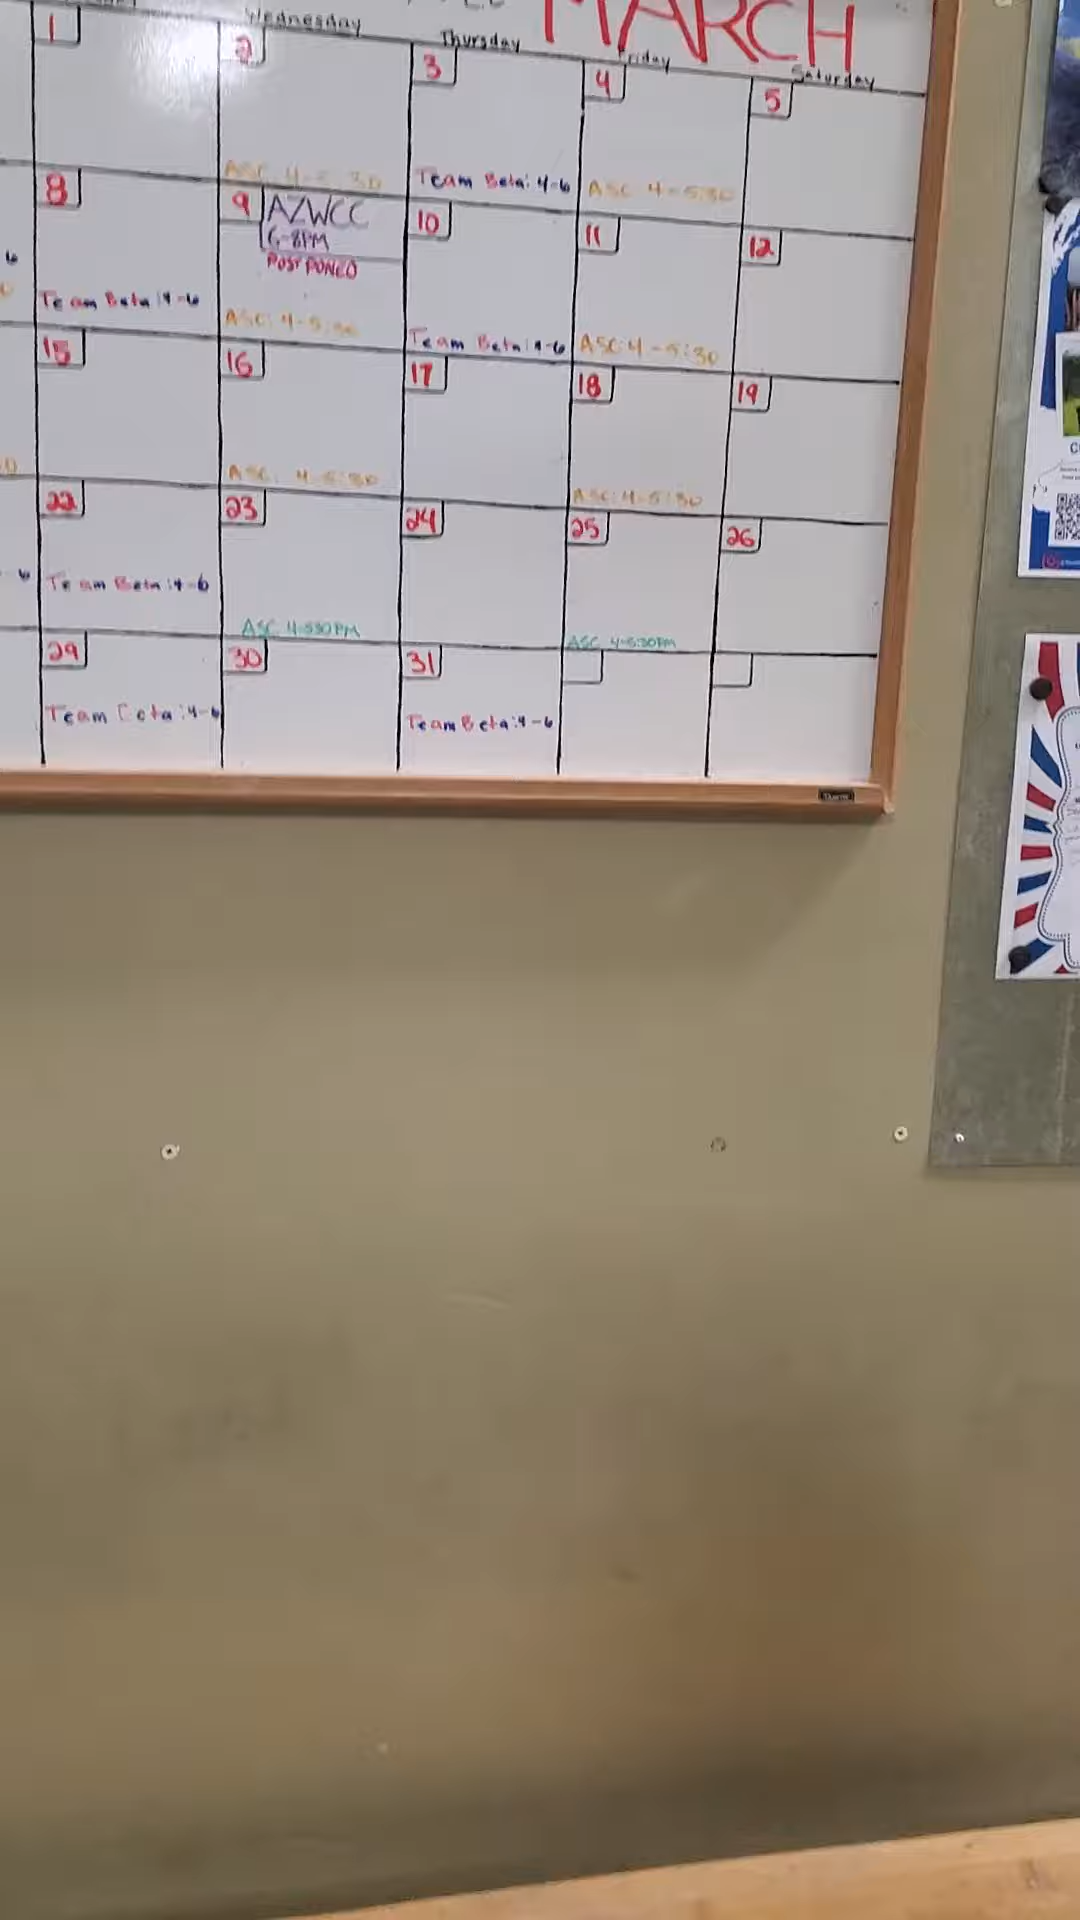 MARCH
Wednesday Thursday Friday Saturday
1 2 3 4 5
ASC: 4-5:30 Team Beta: 4-6 ASC: 4-5:30
8 9 10 11 12
AZWCC
6-8PM
POSTPONED
Team Beta: 4-6 ASC: 4-5:30 Team Beta: 4-6 ASC: 4-5:30
15 16 17 18 19
ASC: 4-5:30 ASC: 4-5:30
22 23 24 25 26
Team Beta: 4-6 ASC 4-530PM ASC 4-5:30PM
29 30 31
Team Beta: 4-6 Team Beta: 4-6